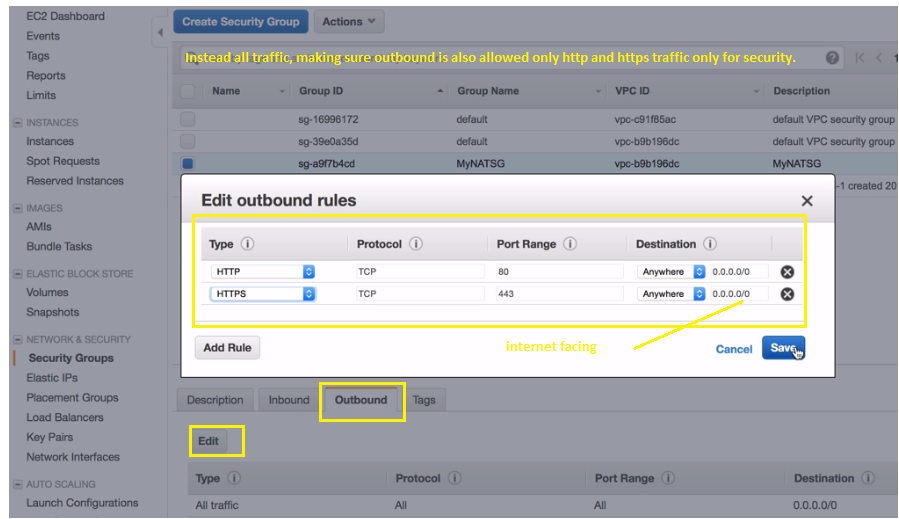 EC2 Dashboard
Events
Tags
Reports
Limits
INSTANCES
Instances
Spot Requests
Reserved Instances
IMAGES
AMIs
Bundle Tasks
ELASTIC BLOCK STORE
Volumes
Snapshots
NETWORK & SECURITY
Security Groups
Elastic IPs
Placement Groups
Load Balancers
Key Pairs
Network Interfaces
AUTO SCALING
Launch Configurations
Create Security Group Actions
Instead all traffic, making sure outbound is also allowed only http and https traffic only for security.
Name Group ID Group Name VPC ID Description
sg-16996172 default vpc-c91f85ac default VPC security group
sg-39e0a35d default vpc-b9b196dc default VPC security group
sg-a9f7b4cd MyNATSG vpc-b9b196dc MyNATSG
-1 created 20
Edit outbound rules
Type Protocol Port Range Destination
HTTP TCP 80 Anywhere 0.0.0.0/0
HTTPS TCP 443 Anywhere 0.0.0.0/0
internet facing
Add Rule Cancel Save
Description Inbound Outbound Tags
Edit
Type Protocol Port Range Destination
All traffic All All 0.0.0.0/0